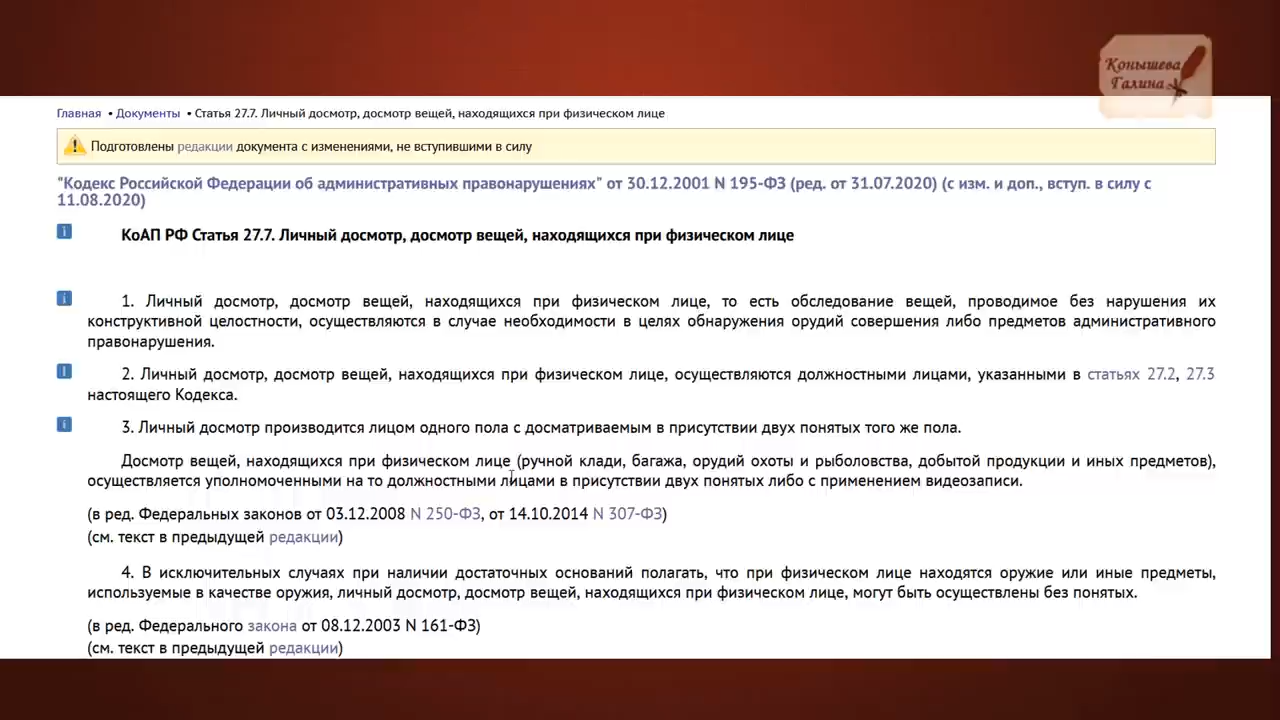 Конышева
Галина
Главная • Документы • Статья 27.7. Личный досмотр, досмотр вещей, находящихся при физическом лице
Подготовлены редакции документа с изменениями, не вступившими в силу
"Кодекс Российской Федерации об административных правонарушениях" от 30.12.2001 N 195-ФЗ (ред. от 31.07.2020) (с изм. и доп., вступ. в силу с
11.08.2020)
КоАП РФ Статья 27.7. Личный досмотр, досмотр вещей, находящихся при физическом лице
1. Личный досмотр, досмотр вещей, находящихся при физическом лице, то есть обследование вещей, проводимое без нарушения их
конструктивной целостности, осуществляются в случае необходимости в целях обнаружения орудий совершения либо предметов административного
правонарушения.
2. Личный досмотр, досмотр вещей, находящихся при физическом лице, осуществляются должностными лицами, указанными в статьях 27.2, 27.3
настоящего Кодекса.
3. Личный досмотр производится лицом одного пола с досматриваемым в присутствии двух понятых того же пола.
Досмотр вещей, находящихся при физическом лице (ручной клади, багажа, орудий охоты и рыболовства, добытой продукции и иных предметов),
осуществляется уполномоченными на то должностными лицами в присутствии двух понятых либо с применением видеозаписи.
(в ред. Федеральных законов от 03.12.2008 N 250-ФЗ, от 14.10.2014 N 307-ФЗ)
(см. текст в предыдущей редакции)
4. В исключительных случаях при наличии достаточных оснований полагать, что при физическом лице находятся оружие или иные предметы,
используемые в качестве оружия, личный досмотр, досмотр вещей, находящихся при физическом лице, могут быть осуществлены без понятых.
(в ред. Федерального закона от 08.12.2003 N 161-ФЗ)
(см. текст в предыдущей редакции)